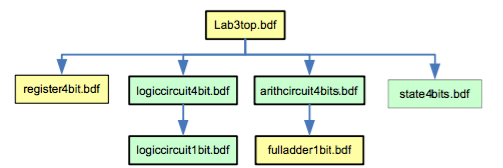 Lab3top.bdf
register4bit.bdf
logiccircuit4bit.bdf
arithcircuit4bits.bdf
state4bits.bdf
logiccircuit1bit.bdf
fulladder1bit.bdf